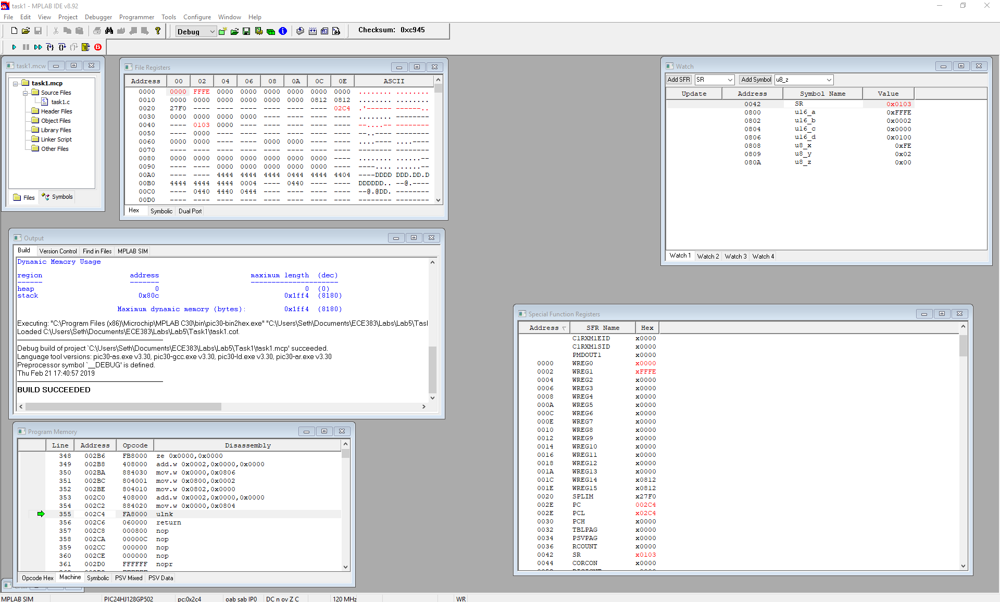 task1 - MPLAB IDE v8.92
File Edit View Project Debugger Programmer Tools Configure Window Help
Debug
Checksum: 0xc945
task1.mcw
task1.mcp
Source Files
task1.c
Header Files
Object Files
Library Files
Linker Script
Other Files
Files Symbols
File Registers
Address 00 02 04 06 08 0A 0C 0E ASCII
0000 0000 FFFE 0000 0000 0000 0000 0000 0000 ........ ........
0010 0000 0000 0000 0000 0000 0000 0812 0812 ........ ........
0020 27F0 ---- ---- ---- ---- ---- ---- 02C4 .'------ ------..
0030 0000 0000 0000 0000 ---- ---- ---- ---- ........ --------
0040 ---- 0103 0000 ---- ---- ---- ---- ---- --....-- --------
0050 ---- 0000 ---- ---- ---- ---- ---- ---- --..---- --------
0060 0000 0000 ---- ---- 0000 0000 ---- ---- ....---- ....----
0070 ---- ---- ---- ---- ---- ---- ---- ---- -------- --------
0080 0000 0000 0000 0000 0000 0000 0000 ---- ........ ......--
0090 ---- ---- 0000 0000 0000 0000 0000 ---- ----.... ......--
00A0 ---- ---- 4444 4444 4444 0444 4444 4404 ----DDDD DDD.DD.D
00B0 4444 4444 4444 0004 ---- 0440 ---- ---- DDDDDD.. --@.----
00C0 ---- 0440 4440 0444 ---- ---- ---- ---- --@.@DD. --------
00D0 ---- ---- ---- ---- ---- ---- ---- ---- -------- --------
Hex Symbolic Dual Port
Watch
Add SFR SR Add Symbol u8_z
Update Address Symbol Name Value
0042 SR 0x0103
0800 u16_a 0xFFFE
0802 u16_b 0x0002
0804 u16_c 0x0000
0806 u16_d 0x0100
0808 u8_x 0xFE
0809 u8_y 0x02
080A u8_z 0x00
Watch 1 Watch 2 Watch 3 Watch 4
Output
Build Version Control Find in Files MPLAB SIM
Dynamic Memory Usage
region address maximum length (dec)
------ ------- ---------------------
heap 0 0 (0)
stack 0x80c 0x1ff4 (8180)
Maximum dynamic memory (bytes): 0x1ff4 (8180)
Executing: "C:\Program Files (x86)\Microchip\MPLAB C30\bin\pic30-bin2hex.exe" "C:\Users\Seth\Documents\ECE383\Labs\Lab5\Tasl
Loaded C:\Users\Seth\Documents\ECE383\Labs\Lab5\Task1\task1.cof.
Debug build of project `C:\Users\Seth\Documents\ECE383\Labs\Lab5\Task1\task1.mcp' succeeded.
Language tool versions: pic30-as.exe v3.30, pic30-gcc.exe v3.30, pic30-ld.exe v3.30, pic30-ar.exe v3.30
Preprocessor symbol `__DEBUG' is defined.
Thu Feb 21 17:40:57 2019
BUILD SUCCEEDED
Special Function Registers
Address SFR Name Hex
C1RXM1EID x0000
C1RXM1SID x0000
PMDOUT1 x0000
0000 WREG0 x0000
0002 WREG1 xFFFE
0004 WREG2 x0000
0006 WREG3 x0000
0008 WREG4 x0000
000A WREG5 x0000
000C WREG6 x0000
000E WREG7 x0000
0010 WREG8 x0000
0012 WREG9 x0000
0014 WREG10 x0000
0016 WREG11 x0000
0018 WREG12 x0000
001A WREG13 x0000
001C WREG14 x0812
001E WREG15 x0812
0020 SPLIM x27F0
002E PC 002C4
002E PCL x02C4
0030 PCH x0000
0032 TBLPAG x0000
0034 PSVPAG x0000
0036 RCOUNT x0000
0042 SR x0103
0044 CORCON x0000
Program Memory
Line Address Opcode Disassembly
348 002B6 FB8000 ze 0x0000,0x0000
349 002B8 408000 add.w 0x0002,0x0000,0x0000
350 002BA 884030 mov.w 0x0000,0x0806
351 002BC 804001 mov.w 0x0800,0x0002
352 002BE 804010 mov.w 0x0802,0x0000
353 002C0 408000 add.w 0x0002,0x0000,0x0000
354 002C2 884020 mov.w 0x0000,0x0804
355 002C4 FA8000 ulnk
356 002C6 060000 return
357 002C8 000800 nop
358 002CA 00000C nop
359 002CC 000000 nop
360 002CE 000000 nop
361 002D0 FFFFFF nopr
Opcode Hex Machine Symbolic PSV Mixed PSV Data
MPLAB SIM PIC24HJ128GP502 pc:0x2c4 oab sab IP0 DC n ov Z C 120 MHz WR